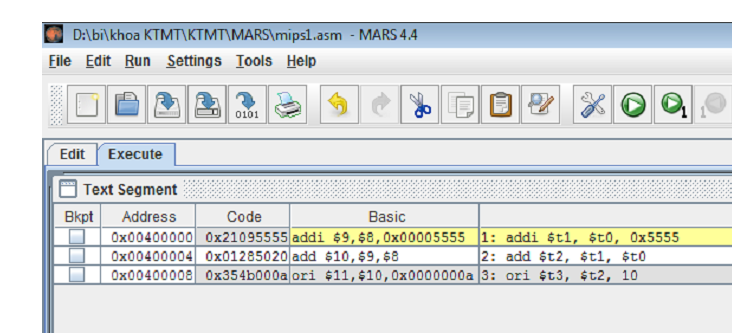 D:\bi\khoa KTMT\KTMT\MARS\mips1.asm - MARS 4.4
File Edit Run Settings Tools Help
0101 1 1
Edit Execute
Text Segment
Bkpt Address Code Basic
0x00400000 0x21095555 addi $9,$8,0x00005555 1: addi $t1, $t0, 0x5555
0x00400004 0x01285020 add $10,$9,$8 2: add $t2, $t1, $t0
0x00400008 0x354b000a ori $11,$10,0x0000000a 3: ori $t3, $t2, 10